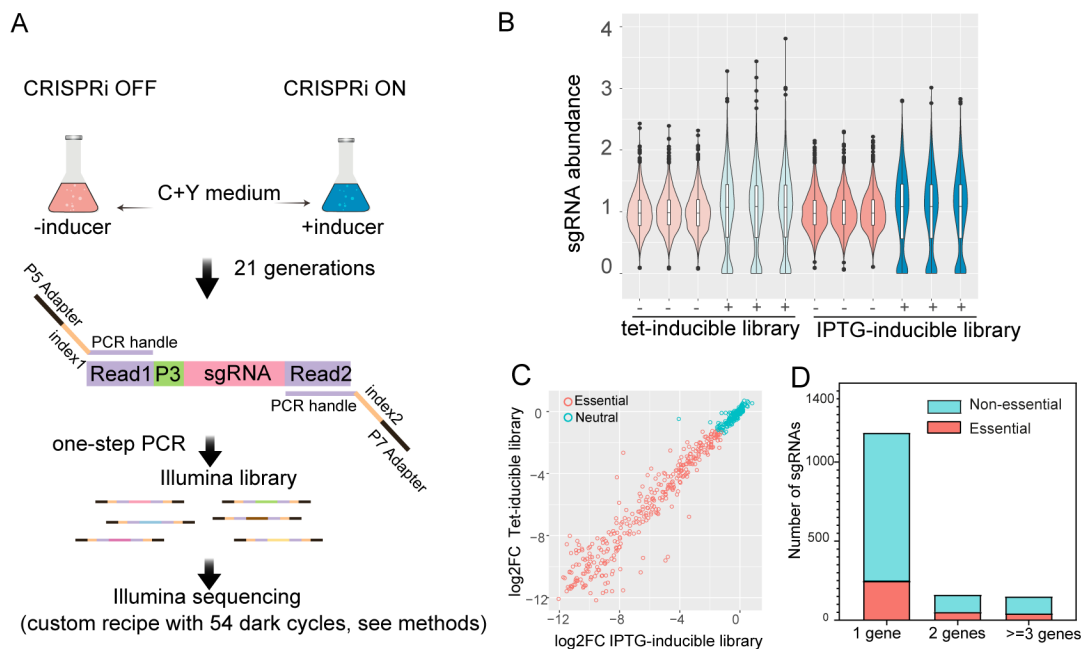 A
CRISPRi OFF
CRISPRi ON
C+Y medium
-inducer
+inducer
21 generations
P5 Adapter
index1
PCR handle
Read1 P3 sgRNA Read2
PCR handle
index2
P7 Adapter
one-step PCR
Illumina library
Illumina sequencing
(custom recipe with 54 dark cycles, see methods)
B
sgRNA abundance
4
3
2
1
0
- - - + + + - - - + + +
tet-inducible library
IPTG-inducible library
C
Essential
Neutral
log2FC Tet-iducible library
0
−4
−8
−12
−12 −8 −4 0
log2FC IPTG-inducible library
D
Non-essential
Essential
Number of sgRNAs
1400
1000
500
0
1 gene 2 genes >=3 genes